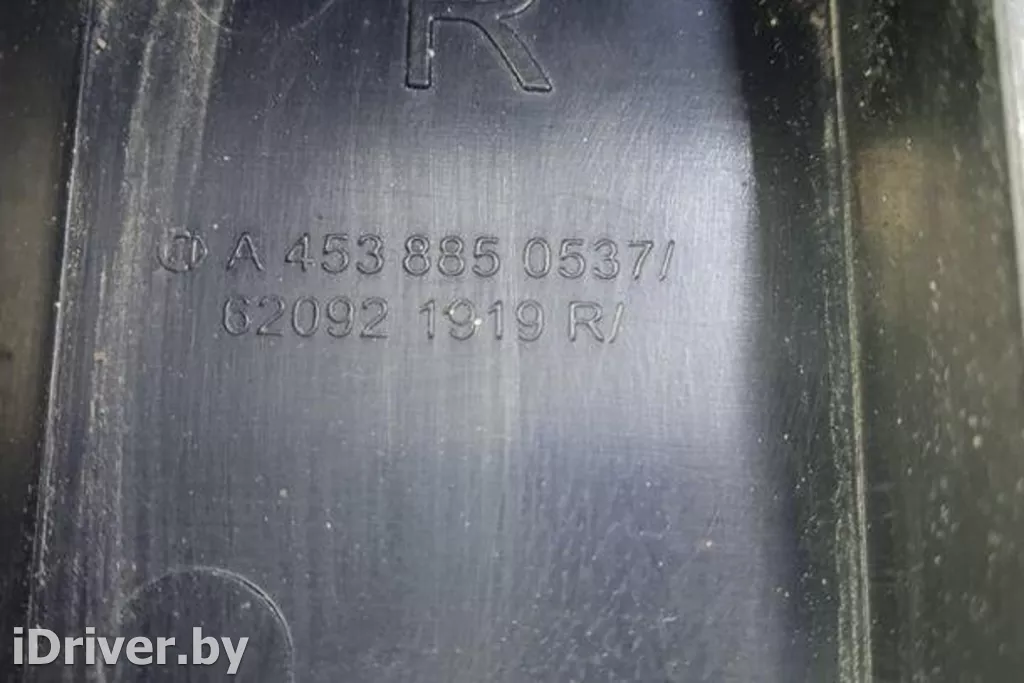 R
A 453 885 0537/
62092 1919 R/
iDriver.by